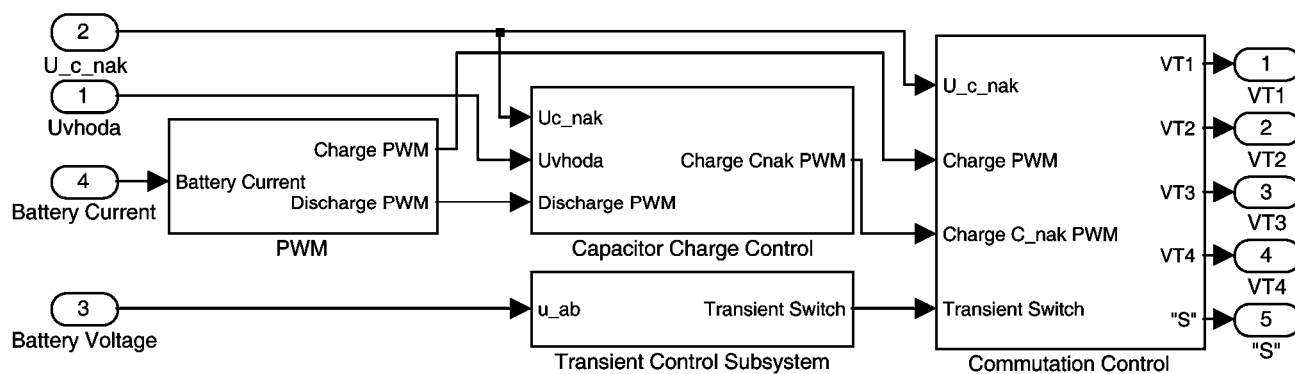 2
U_c_nak
1
Uvhoda
4
Battery Current
Battery Current
Charge PWM
Discharge PWM
PWM
Uc_nak
Uvhoda
Discharge PWM
Charge Cnak PWM
Capacitor Charge Control
3
Battery Voltage
u_ab
Transient Switch
Transient Control Subsystem
U_c_nak
Charge PWM
Charge C_nak PWM
Transient Switch
VT1
VT2
VT3
VT4
"S"
Commutation Control
1
VT1
2
VT2
3
VT3
4
VT4
5
"S"